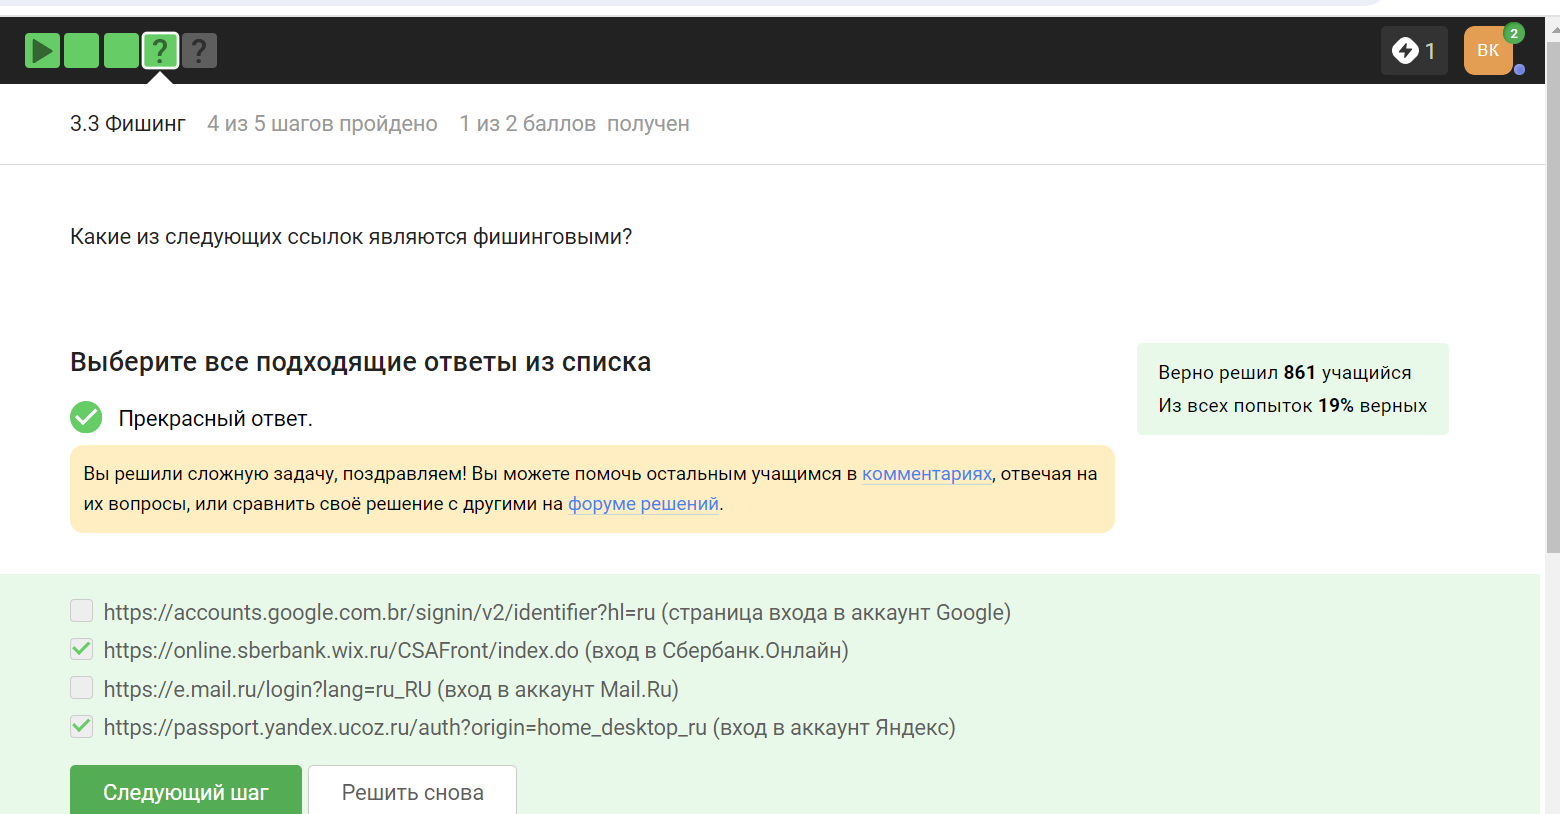 ? ?
1
ВК
2
3.3 Фишинг 4 из 5 шагов пройдено 1 из 2 баллов получен
Какие из следующих ссылок являются фишинговыми?
Выберите все подходящие ответы из списка
Прекрасный ответ.
Верно решил 861 учащийся
Из всех попыток 19% верных
Вы решили сложную задачу, поздравляем! Вы можете помочь остальным учащимся в комментариях, отвечая на
их вопросы, или сравнить своё решение с другими на форуме решений.
https://accounts.google.com.br/signin/v2/identifier?hl=ru (страница входа в аккаунт Google)
https://online.sberbank.wix.ru/CSAFront/index.do (вход в Сбербанк.Онлайн)
https://e.mail.ru/login?lang=ru_RU (вход в аккаунт Mail.Ru)
https://passport.yandex.ucoz.ru/auth?origin=home_desktop_ru (вход в аккаунт Яндекс)
Следующий шаг Решить снова